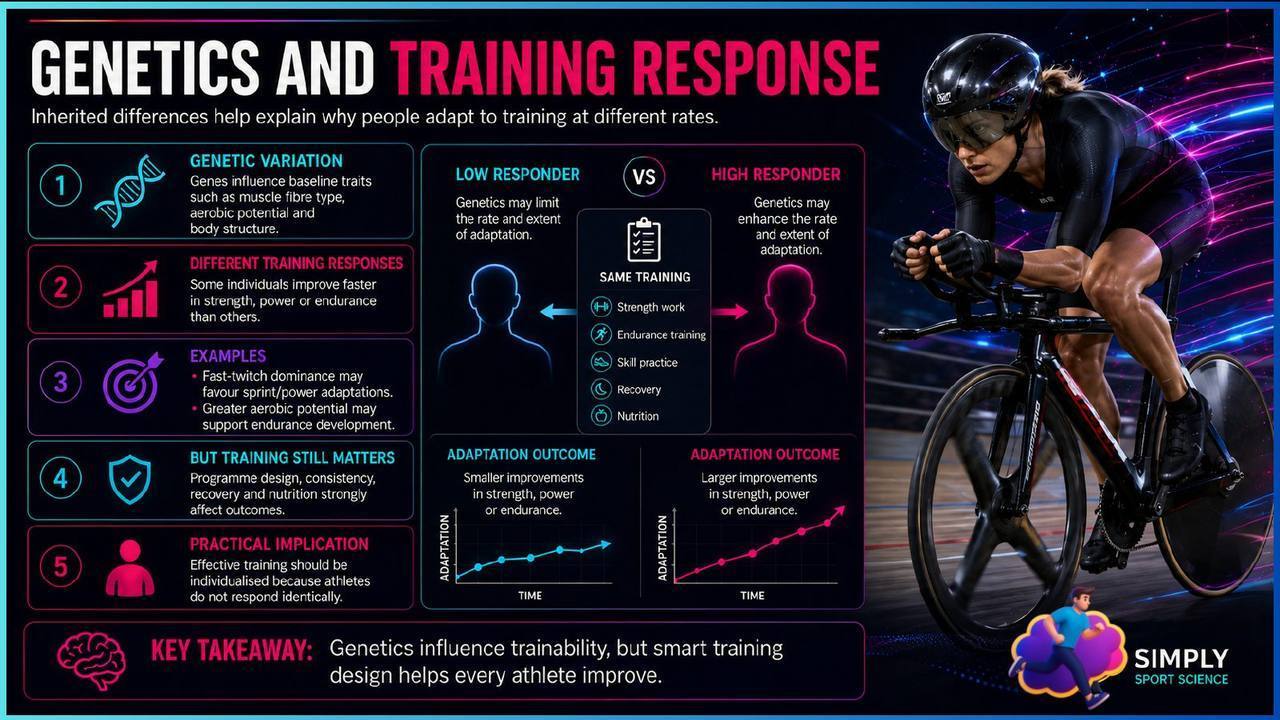 GENETICS AND TRAINING RESPONSE
Inherited differences help explain why people adapt to training at different rates.
1
GENETIC VARIATION
Genes influence baseline traits
such as muscle fibre type,
aerobic potential and
body structure.
2
DIFFERENT TRAINING RESPONSES
Some individuals improve faster
in strength, power or endurance
than others.
3
EXAMPLES
• Fast-twitch dominance may
favour sprint/power adaptations.
• Greater aerobic potential may
support endurance development.
4
BUT TRAINING STILL MATTERS
Programme design, consistency,
recovery and nutrition strongly
affect outcomes.
5
PRACTICAL IMPLICATION
Effective training should be
individualised because athletes
do not respond identically.
LOW RESPONDER
Genetics may limit
the rate and extent
of adaptation.
VS
HIGH RESPONDER
Genetics may
enhance the rate
and extent of
adaptation.
SAME TRAINING
Strength work
Endurance training
Skill practice
Recovery
Nutrition
ADAPTATION OUTCOME
Smaller improvements
in strength, power
or endurance.
ADAPTATION
TIME
ADAPTATION OUTCOME
Larger improvements
in strength, power
or endurance.
ADAPTATION
TIME
KEY TAKEAWAY: Genetics influence trainability, but smart training
design helps every athlete improve.
SIMPLY
SPORT SCIENCE